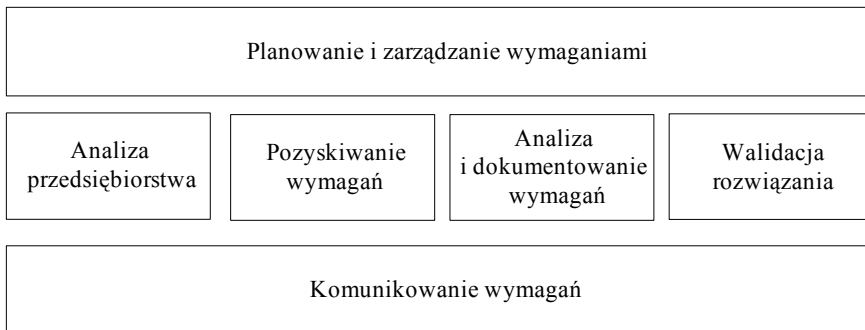 Planowanie i zarządzanie wymaganiami
Analiza
przedsiębiorstwa
Pozyskiwanie
wymagań
Analiza
i dokumentowanie
wymagań
Walidacja
rozwiązania
Komunikowanie wymagań